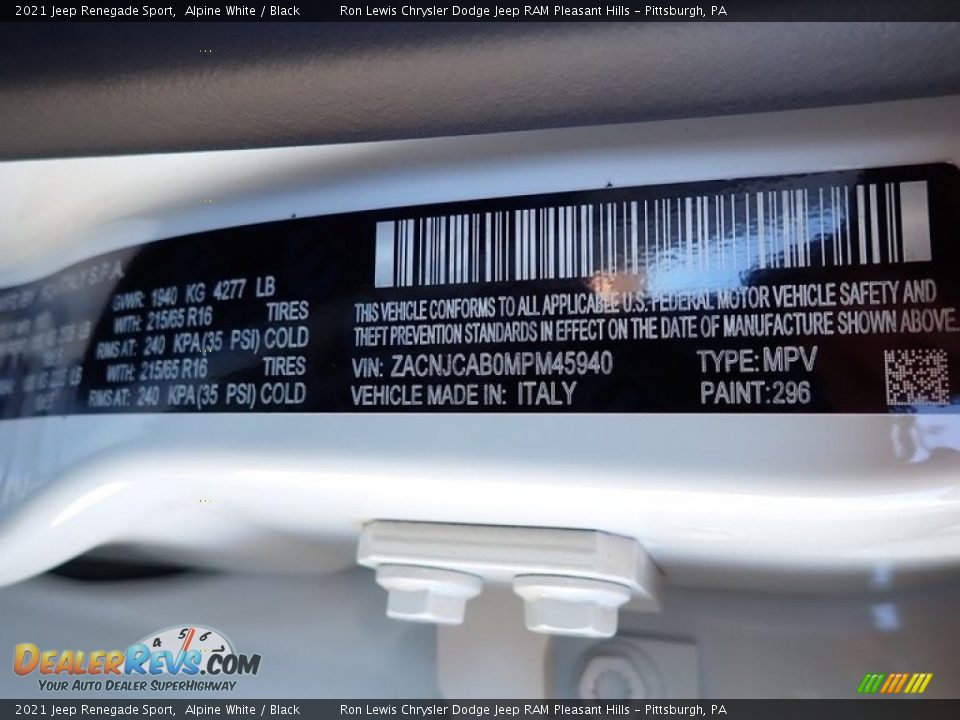 2021 Jeep Renegade Sport,  Alpine White / Black    Ron Lewis Chrysler Dodge Jeep RAM Pleasant Hills - Pittsburgh, PA
GVWR: 1940 KG 4277 LB
WITH: 215/65 R16 TIRES
RIMS AT: 240 KPA(35 PSI) COLD
WITH: 215/65 R16 TIRES
RIMS AT: 240 KPA(35 PSI) COLD
THIS VEHICLE CONFORMS TO ALL APPLICABLE U.S. FEDERAL MOTOR VEHICLE SAFETY AND
THEFT PREVENTION STANDARDS IN EFFECT ON THE DATE OF MANUFACTURE SHOWN ABOVE.
VIN: ZACNJCAB0MPM45940 TYPE: MPV
VEHICLE MADE IN: ITALY PAINT: 296
4 5 6
DEALERREVS.COM
YOUR AUTO DEALER SUPERHIGHWAY
2021 Jeep Renegade Sport,  Alpine White / Black    Ron Lewis Chrysler Dodge Jeep RAM Pleasant Hills - Pittsburgh, PA